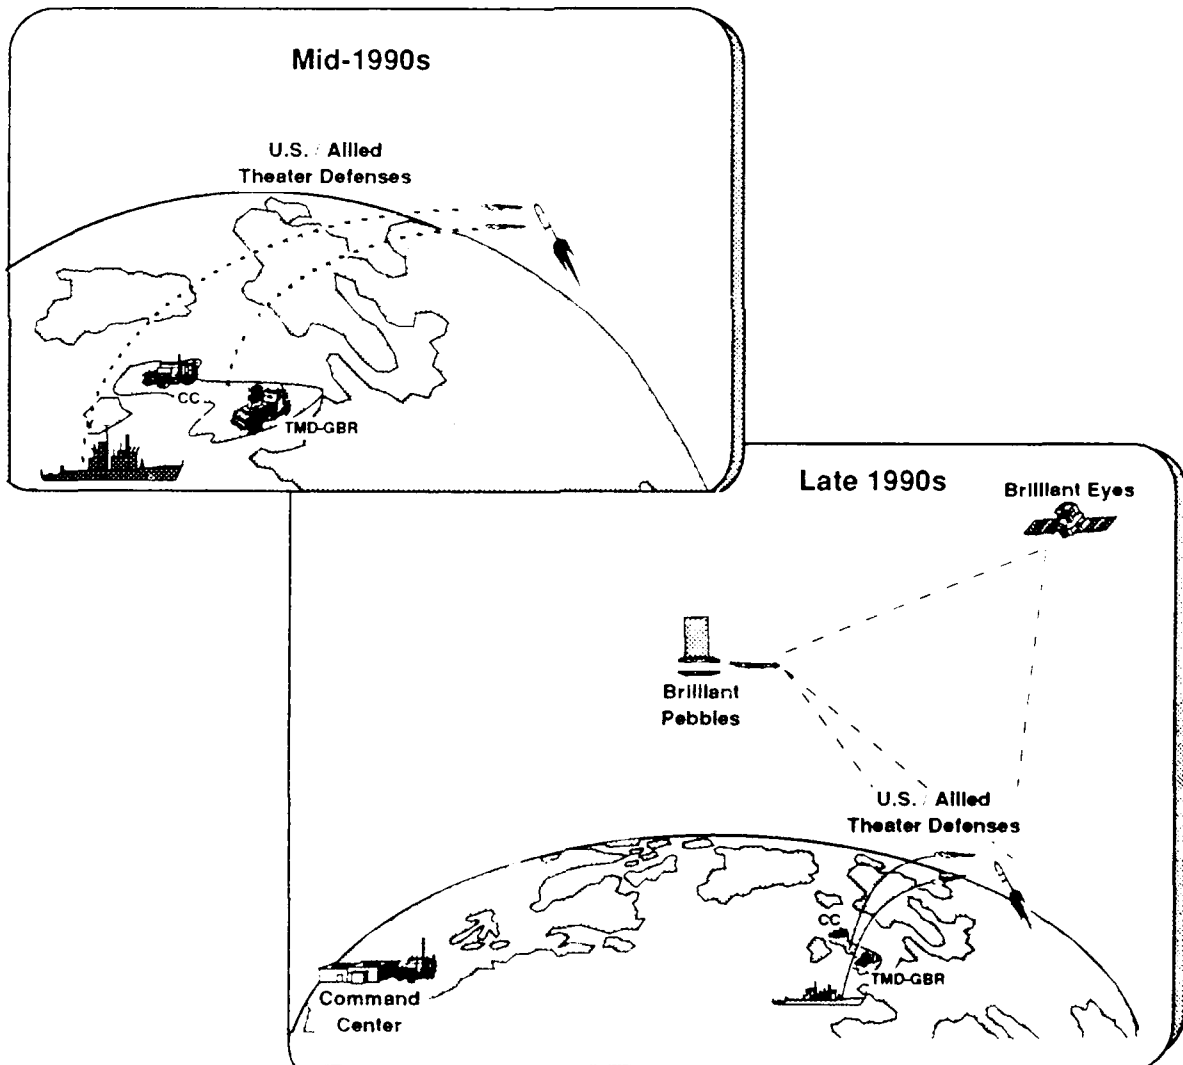 Mid-1990s
U.S. / Allied
Theater Defenses
CC
TMD-GBR
Late 1990s
Brilliant Eyes
Brilliant
Pebbles
U.S. / Allied
Theater Defenses
CC
TMD-GBR
Command
Center